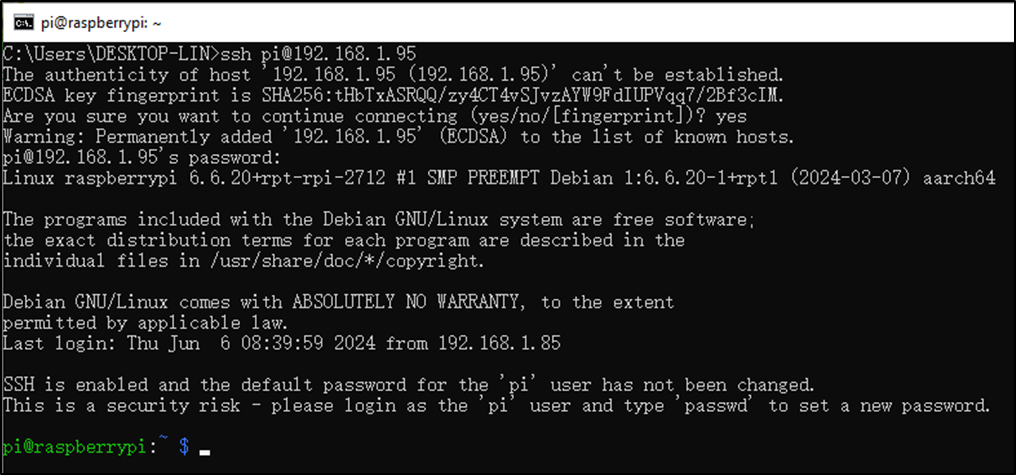 pi@raspberrypi: ~
C:\Users\DESKTOP-LIN>ssh pi@192.168.1.95
The authenticity of host '192.168.1.95 (192.168.1.95)' can't be established.
ECDSA key fingerprint is SHA256:tHbTxASRQQ/zy4CT4vSJvzAYW9FdIUPVqq7/2Bf3cIM.
Are you sure you want to continue connecting (yes/no/[fingerprint])? yes
Warning: Permanently added '192.168.1.95' (ECDSA) to the list of known hosts.
pi@192.168.1.95's password:
Linux raspberrypi 6.6.20+rpt-rpi-2712 #1 SMP PREEMPT Debian 1:6.6.20-1+rpt1 (2024-03-07) aarch64
The programs included with the Debian GNU/Linux system are free software;
the exact distribution terms for each program are described in the
individual files in /usr/share/doc/*/copyright.
Debian GNU/Linux comes with ABSOLUTELY NO WARRANTY, to the extent
permitted by applicable law.
Last login: Thu Jun  6 08:39:59 2024 from 192.168.1.85
SSH is enabled and the default password for the 'pi' user has not been changed.
This is a security risk - please login as the 'pi' user and type 'passwd' to set a new password.
pi@raspberrypi:~ $